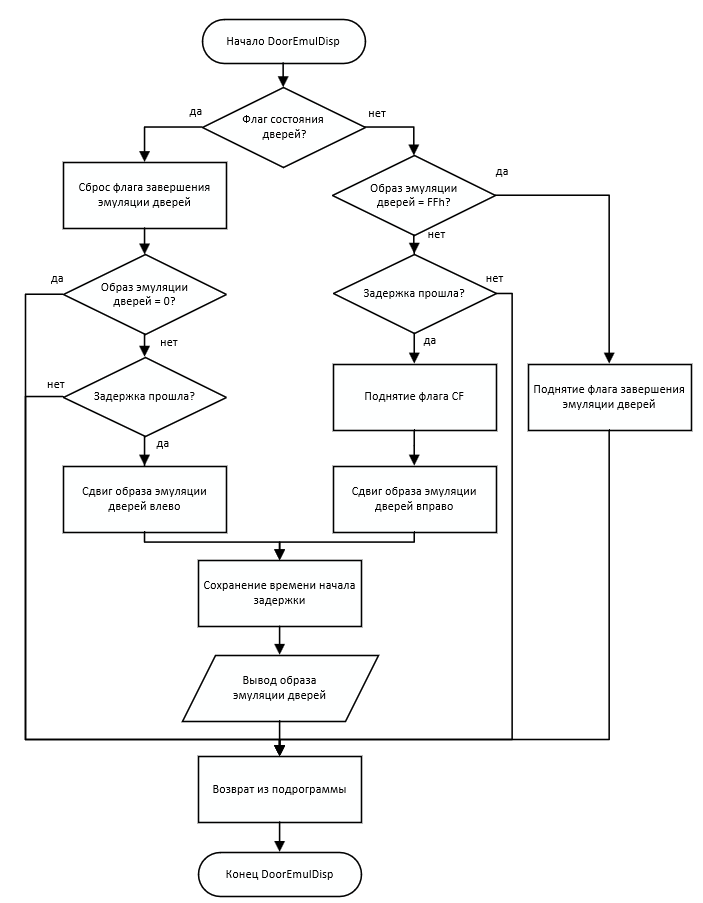 Начало DoorEmulDisp
да
нет
Флаг состояния
дверей?
Сброс флага завершения
эмуляции дверей
Образ эмуляции
дверей = FFh?
да
нет
да
Образ эмуляции
дверей = 0?
Задержка прошла?
нет
нет
да
нет
Задержка прошла?
Поднятие флага CF
Поднятие флага завершения
эмуляции дверей
да
Сдвиг образа эмуляции
дверей влево
Сдвиг образа эмуляции
дверей вправо
Сохранение времени начала
задержки
Вывод образа
эмуляции дверей
Возврат из подпрограммы
Конец DoorEmulDisp